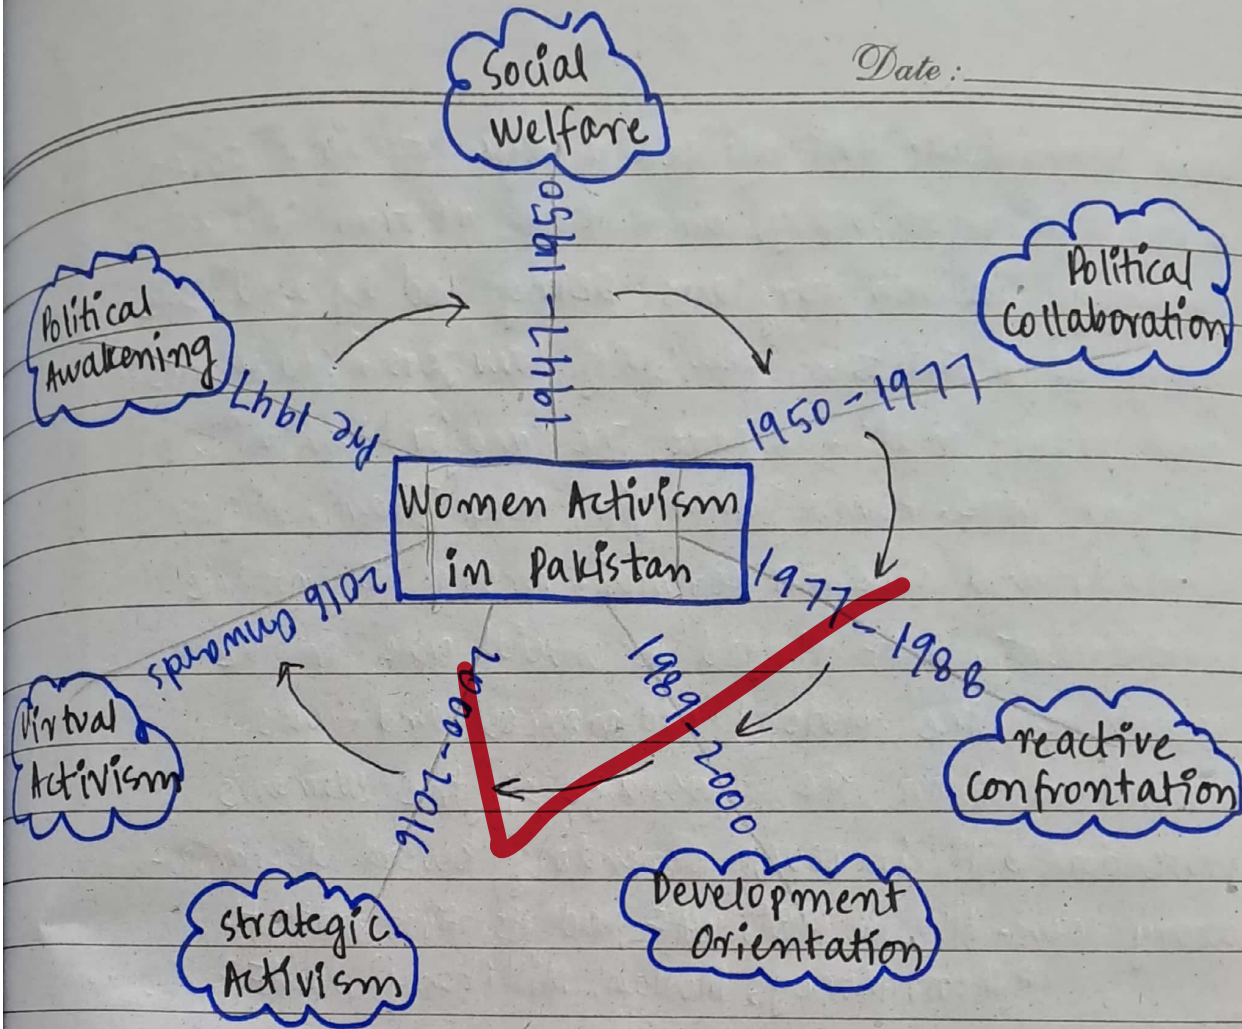 Date :
Social
Welfare
1947-1950
Political
Awakening
Pre 1947
Political
Collaboration
1950-1977
Women Activism
in Pakistan
1977-1988
reactive
Confrontation
1989-2000
Development
Orientation
2000-2016
Strategic
Activism
2016 Onwards
Virtual
Activism